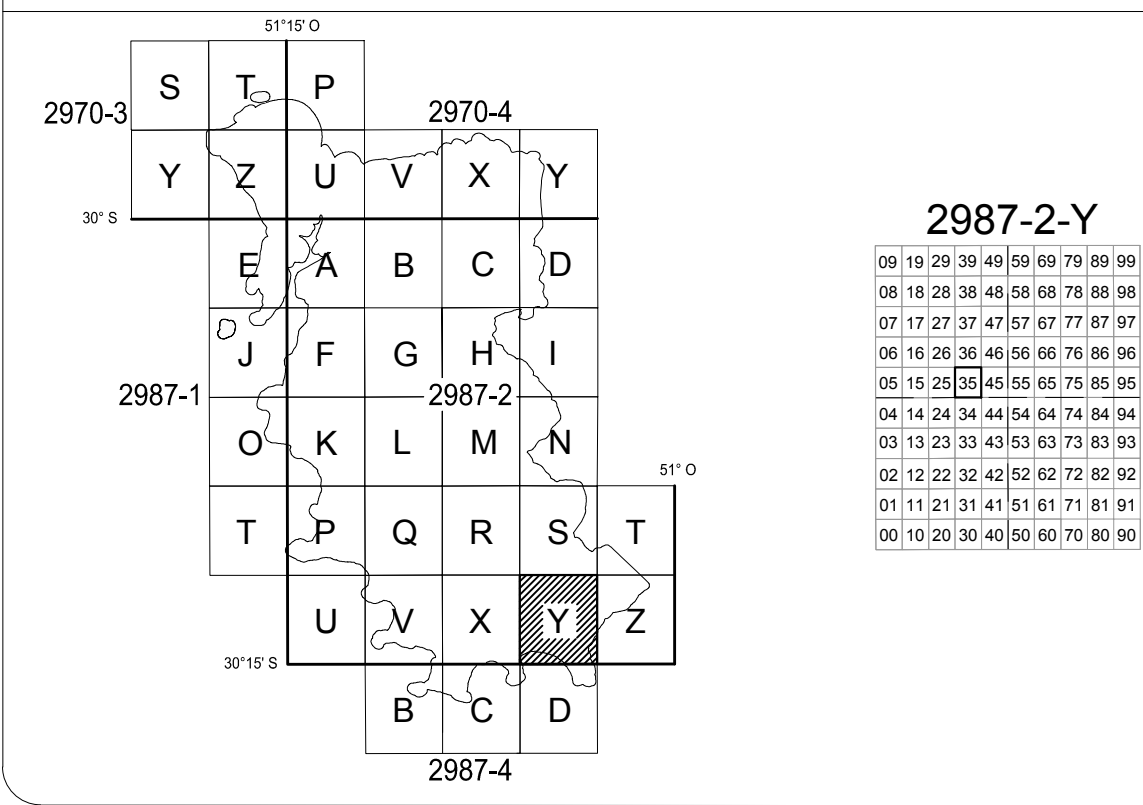 51°15' O
S T P
2970-3 2970-4
Y Z U V X Y
30° S
E A B C D
J F G H I
2987-1 2987-2
O K L M N
51° O
T P Q R S T
U V X Y Z
30°15' S
B C D
2987-4
2987-2-Y
09 19 29 39 49 59 69 79 89 99
08 18 28 38 48 58 68 78 88 98
07 17 27 37 47 57 67 77 87 97
06 16 26 36 46 56 66 76 86 96
05 15 25 35 45 55 65 75 85 95
04 14 24 34 44 54 64 74 84 94
03 13 23 33 43 53 63 73 83 93
02 12 22 32 42 52 62 72 82 92
01 11 21 31 41 51 61 71 81 91
00 10 20 30 40 50 60 70 80 90